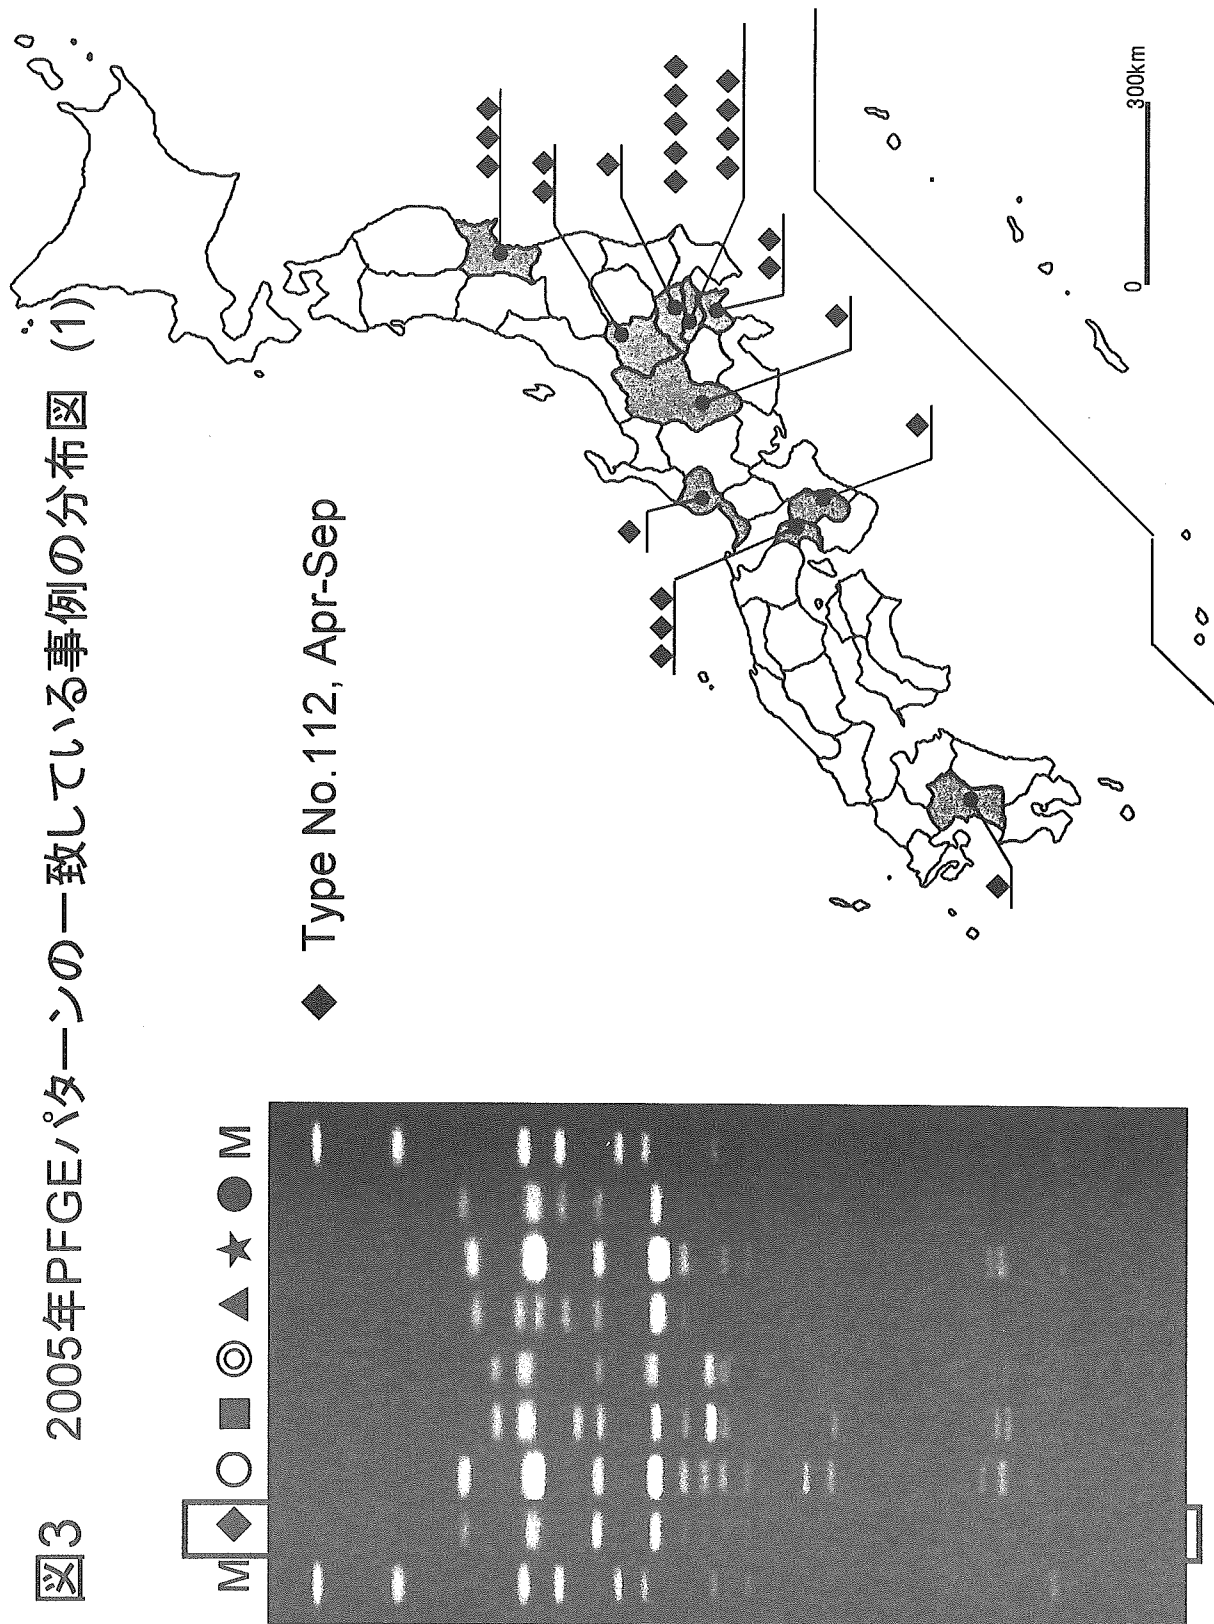 図3 2005年PFGEパターンの一致している事例の分布図 (1)
M ◆ ○ ■ ◎ ▲ ★ ● M
◆ Type No.112, Apr-Sep
0 300km